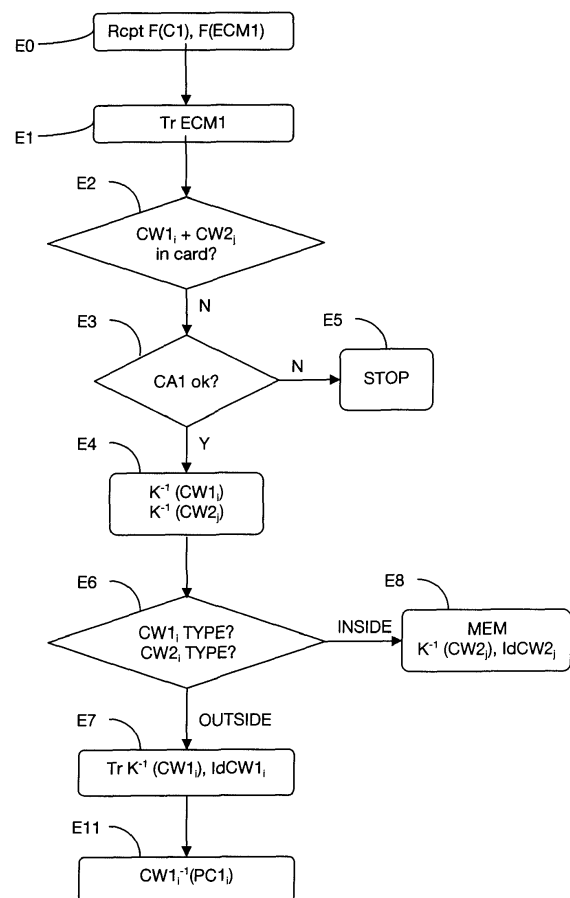 E0
Rcpt F(C1), F(ECM1)
E1
Tr ECM1
E2
CW1ᵢ + CW2ⱼ
in card?
N
E3
CA1 ok?
N
E5
STOP
Y
E4
K⁻¹ (CW1ᵢ)
K⁻¹ (CW2ⱼ)
E6
CW1ᵢ TYPE?
CW2ᵢ TYPE?
INSIDE
E8
MEM
K⁻¹ (CW2ⱼ), IdCW2ⱼ
OUTSIDE
E7
Tr K⁻¹ (CW1ᵢ), IdCW1ᵢ
E11
CW1ᵢ⁻¹(PC1ᵢ)